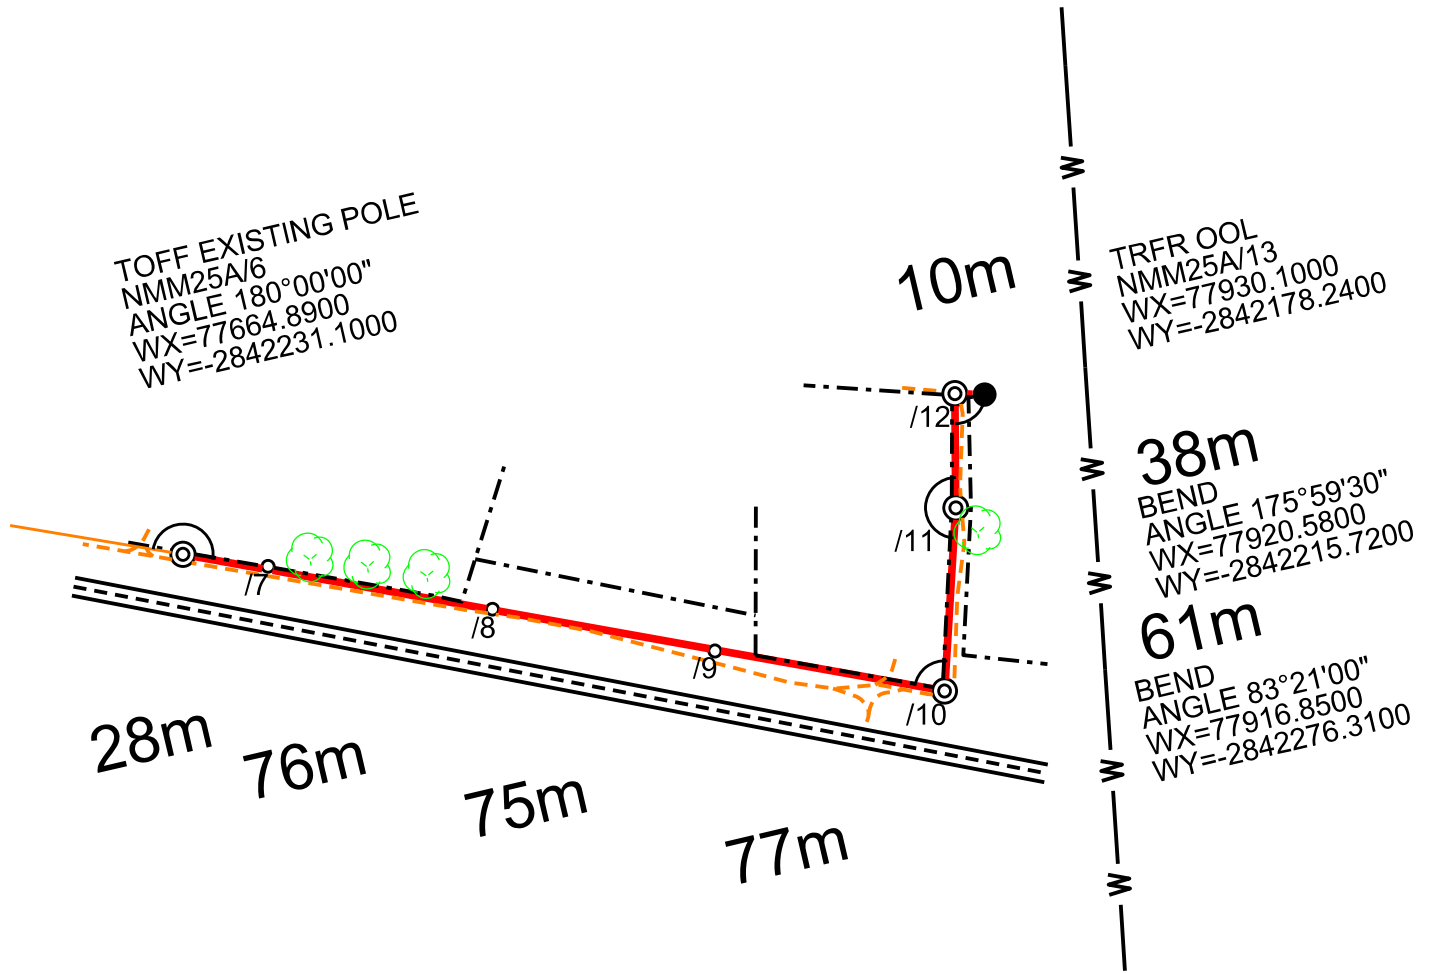 TOFF EXISTING POLE
NMM25A/6
ANGLE 180°00'00"
WX=77664.8900
WY=-2842231.1000
10m
TRFR OOL
NMM25A/13
WX=77930.1000
WY=-2842178.2400
W
W
W
W
W
W
W
/12
/11
/10
/9
/8
/7
38m
BEND
ANGLE 175°59'30"
WX=77920.5800
WY=-2842215.7200
61m
BEND
ANGLE 83°21'00"
WX=77916.8500
WY=-2842276.3100
28m
76m
75m
77m